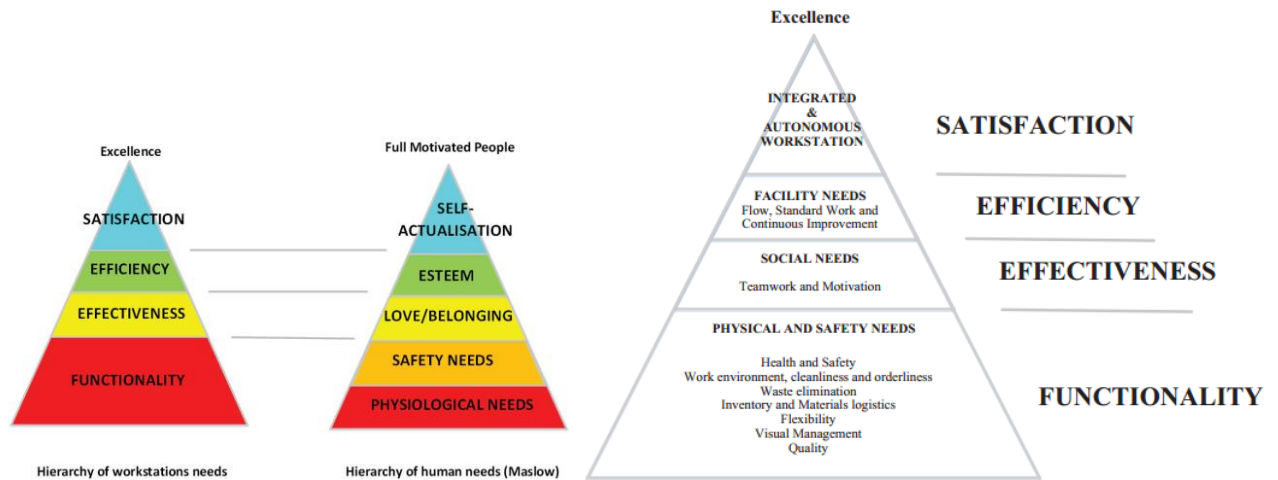 Excellence
SATISFACTION
EFFICIENCY
EFFECTIVENESS
FUNCTIONALITY
Hierarchy of workstations needs
Full Motivated People
SELF-
ACTUALISATION
ESTEEM
LOVE/BELONGING
SAFETY NEEDS
PHYSIOLOGICAL NEEDS
Hierarchy of human needs (Maslow)
Excellence
INTEGRATED
&
AUTONOMOUS
WORKSTATION
SATISFACTION
FACILITY NEEDS
Flow, Standard Work and
Continuous Improvement
EFFICIENCY
SOCIAL NEEDS
Teamwork and Motivation
EFFECTIVENESS
PHYSICAL AND SAFETY NEEDS
Health and Safety
Work environment, cleanliness and orderliness
Waste elimination
Inventory and Materials logistics
Flexibility
Visual Management
Quality
FUNCTIONALITY